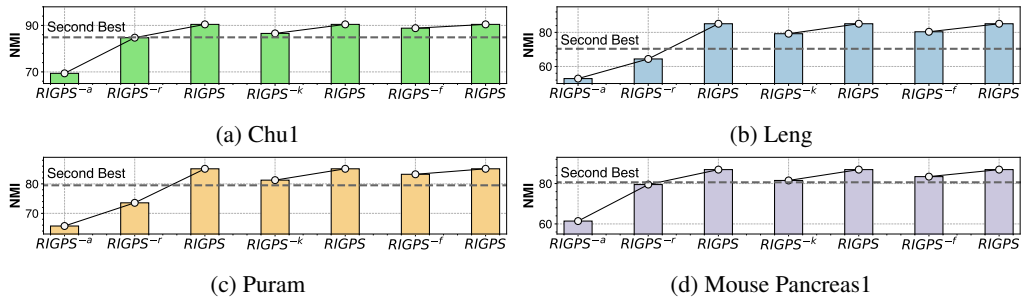 NMI
90
70
Second Best
RIGPS⁻ᵃ RIGPS⁻ʳ RIGPS RIGPS⁻ᵏ RIGPS RIGPS⁻ᶠ RIGPS
(a) Chu1
NMI
80
60
Second Best
RIGPS⁻ᵃ RIGPS⁻ʳ RIGPS RIGPS⁻ᵏ RIGPS RIGPS⁻ᶠ RIGPS
(b) Leng
NMI
80
70
Second Best
RIGPS⁻ᵃ RIGPS⁻ʳ RIGPS RIGPS⁻ᵏ RIGPS RIGPS⁻ᶠ RIGPS
(c) Puram
NMI
80
60
Second Best
RIGPS⁻ᵃ RIGPS⁻ʳ RIGPS RIGPS⁻ᵏ RIGPS RIGPS⁻ᶠ RIGPS
(d) Mouse Pancreas1